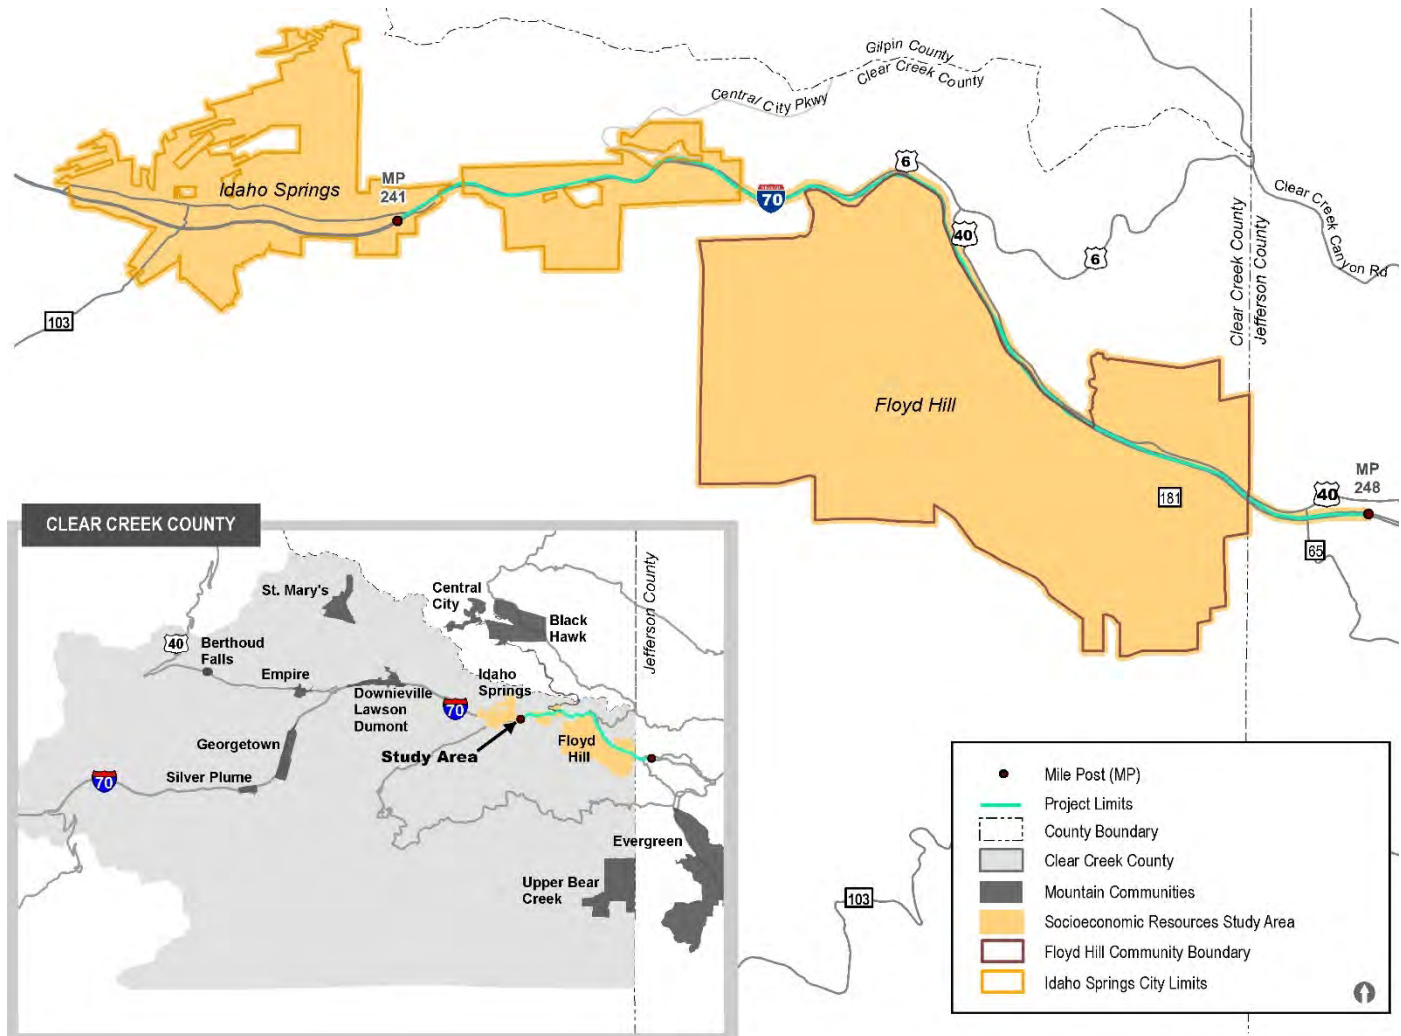 Gilpin County
Clear Creek County
Central City Pkwy
6
Idaho Springs
MP
241
INTERSTATE
70
40
6
Clear Creek
Canyon Rd
Clear Creek County
Jefferson County
103
Floyd Hill
MP
248
181
40
65
CLEAR CREEK COUNTY
St. Mary's
Central
City
Black
Hawk
Jefferson County
40
Berthoud
Falls
Empire
Idaho
Springs
Downieville
Lawson
Dumont
70
Georgetown
Study Area
Floyd
Hill
Silver Plume
70
Evergreen
Upper Bear
Creek
103
Mile Post (MP)
Project Limits
County Boundary
Clear Creek County
Mountain Communities
Socioeconomic Resources Study Area
Floyd Hill Community Boundary
Idaho Springs City Limits